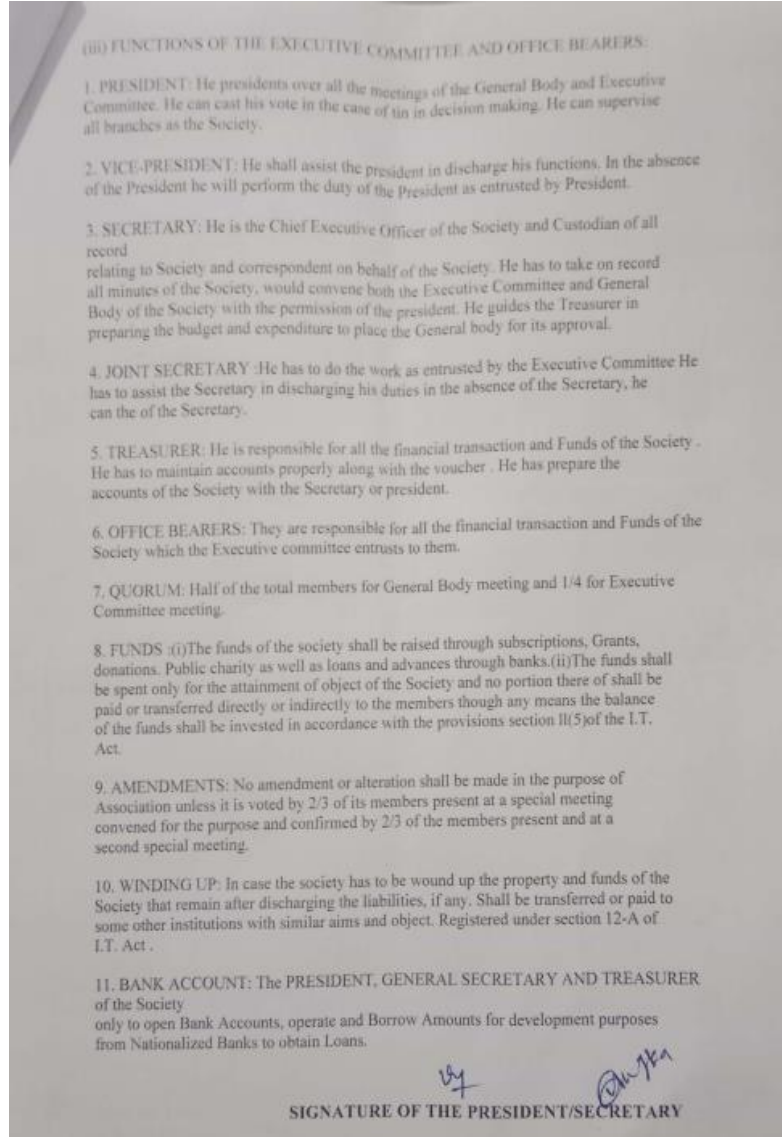 (iii) FUNCTIONS OF THE EXECUTIVE COMMITTEE AND OFFICE BEARERS:
1. PRESIDENT: He presidents over all the meetings of the General Body and Executive
Committee. He can cast his vote in the case of tin in decision making. He can supervise
all branches as the Society.
2. VICE-PRESIDENT: He shall assist the president in discharge his functions. In the absence
of the President he will perform the duty of the President as entrusted by President.
3. SECRETARY: He is the Chief Executive Officer of the Society and Custodian of all
record
relating to Society and correspondent on behalf of the Society. He has to take on record
all minutes of the Society, would convene both the Executive Committee and General
Body of the Society with the permission of the president. He guides the Treasurer in
preparing the budget and expenditure to place the General body for its approval.
4. JOINT SECRETARY :He has to do the work as entrusted by the Executive Committee He
has to assist the Secretary in discharging his duties in the absence of the Secretary, he
can the of the Secretary.
5. TREASURER: He is responsible for all the financial transaction and Funds of the Society .
He has to maintain accounts properly along with the voucher . He has prepare the
accounts of the Society with the Secretary or president.
6. OFFICE BEARERS: They are responsible for all the financial transaction and Funds of the
Society which the Executive committee entrusts to them.
7. QUORUM: Half of the total members for General Body meeting and 1/4 for Executive
Committee meeting.
8. FUNDS :(i)The funds of the society shall be raised through subscriptions, Grants,
donations. Public charity as well as loans and advances through banks.(ii)The funds shall
be spent only for the attainment of object of the Society and no portion there of shall be
paid or transferred directly or indirectly to the members though any means the balance
of the funds shall be invested in accordance with the provisions section ll(5)of the I.T.
Act.
9. AMENDMENTS: No amendment or alteration shall be made in the purpose of
Association unless it is voted by 2/3 of its members present at a special meeting
convened for the purpose and confirmed by 2/3 of the members present and at a
second special meeting.
10. WINDING UP: In case the society has to be wound up the property and funds of the
Society that remain after discharging the liabilities, if any. Shall be transferred or paid to
some other institutions with similar aims and object. Registered under section 12-A of
I.T. Act .
11. BANK ACCOUNT: The PRESIDENT, GENERAL SECRETARY AND TREASURER
of the Society
only to open Bank Accounts, operate and Borrow Amounts for development purposes
from Nationalized Banks to obtain Loans.
SIGNATURE OF THE PRESIDENT/SECRETARY